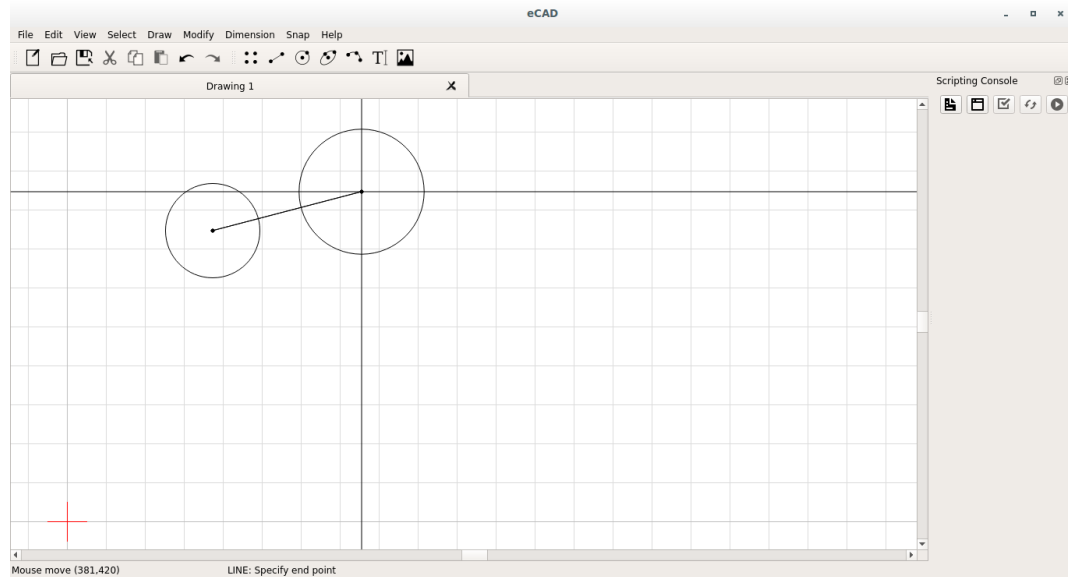 eCAD
File Edit View Select Draw Modify Dimension Snap Help
T
Drawing 1
Scripting Console
Mouse move (381,420) LINE: Specify end point